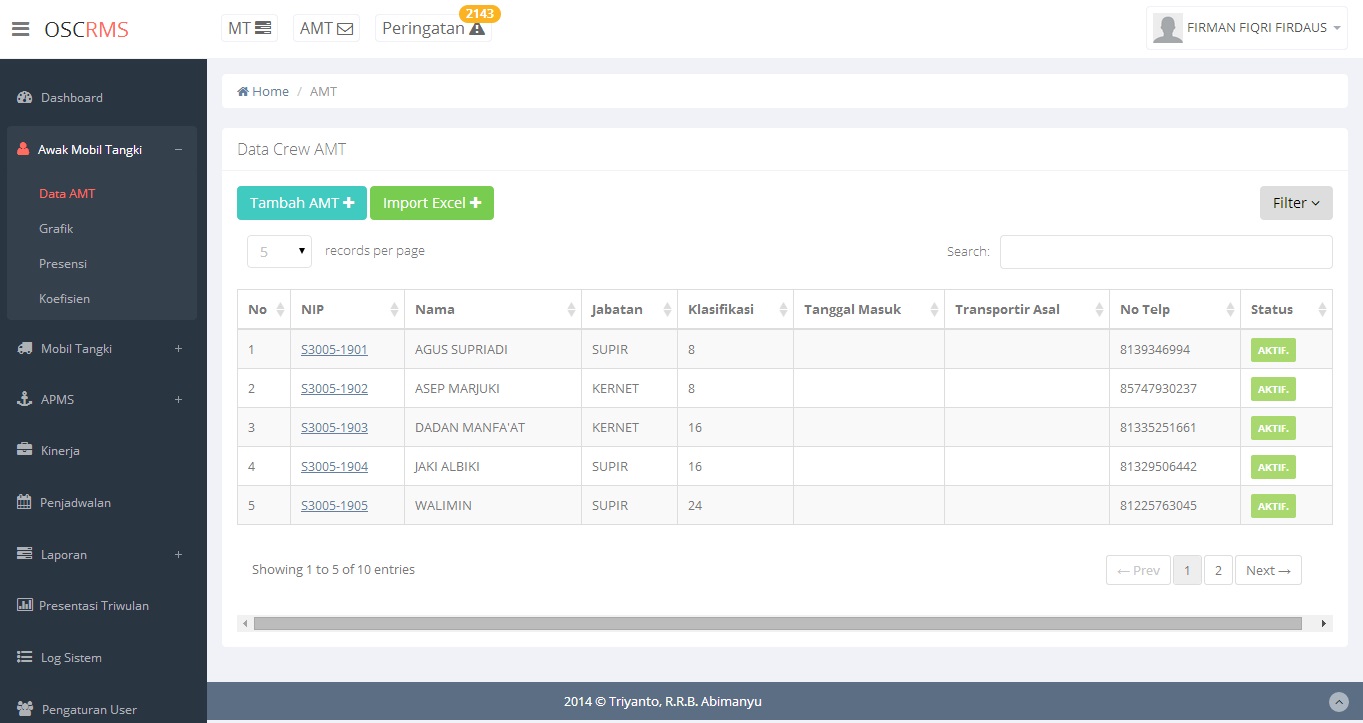 OSCRMS
MT
AMT
Peringatan
2143
FIRMAN FIQRI FIRDAUS
Dashboard
Awak Mobil Tangki
Data AMT
Grafik
Presensi
Koefisien
Mobil Tangki
APMS
Kinerja
Penjadwalan
Laporan
Presentasi Triwulan
Log Sistem
Pengaturan User
Home / AMT
Data Crew AMT
Tambah AMT Import Excel Filter
5 records per page Search:
No NIP Nama Jabatan Klasifikasi Tanggal Masuk Transportir Asal No Telp Status
1 S3005-1901 AGUS SUPRIADI SUPIR 8 8139346994 AKTIF.
2 S3005-1902 ASEP MARJUKI KERNET 8 85747930237 AKTIF.
3 S3005-1903 DADAN MANFA'AT KERNET 16 81335251661 AKTIF.
4 S3005-1904 JAKI ALBIKI SUPIR 16 81329506442 AKTIF.
5 S3005-1905 WALIMIN SUPIR 24 81225763045 AKTIF.
Showing 1 to 5 of 10 entries ← Prev 1 2 Next →
2014 © Triyanto, R.R.B. Abimanyu